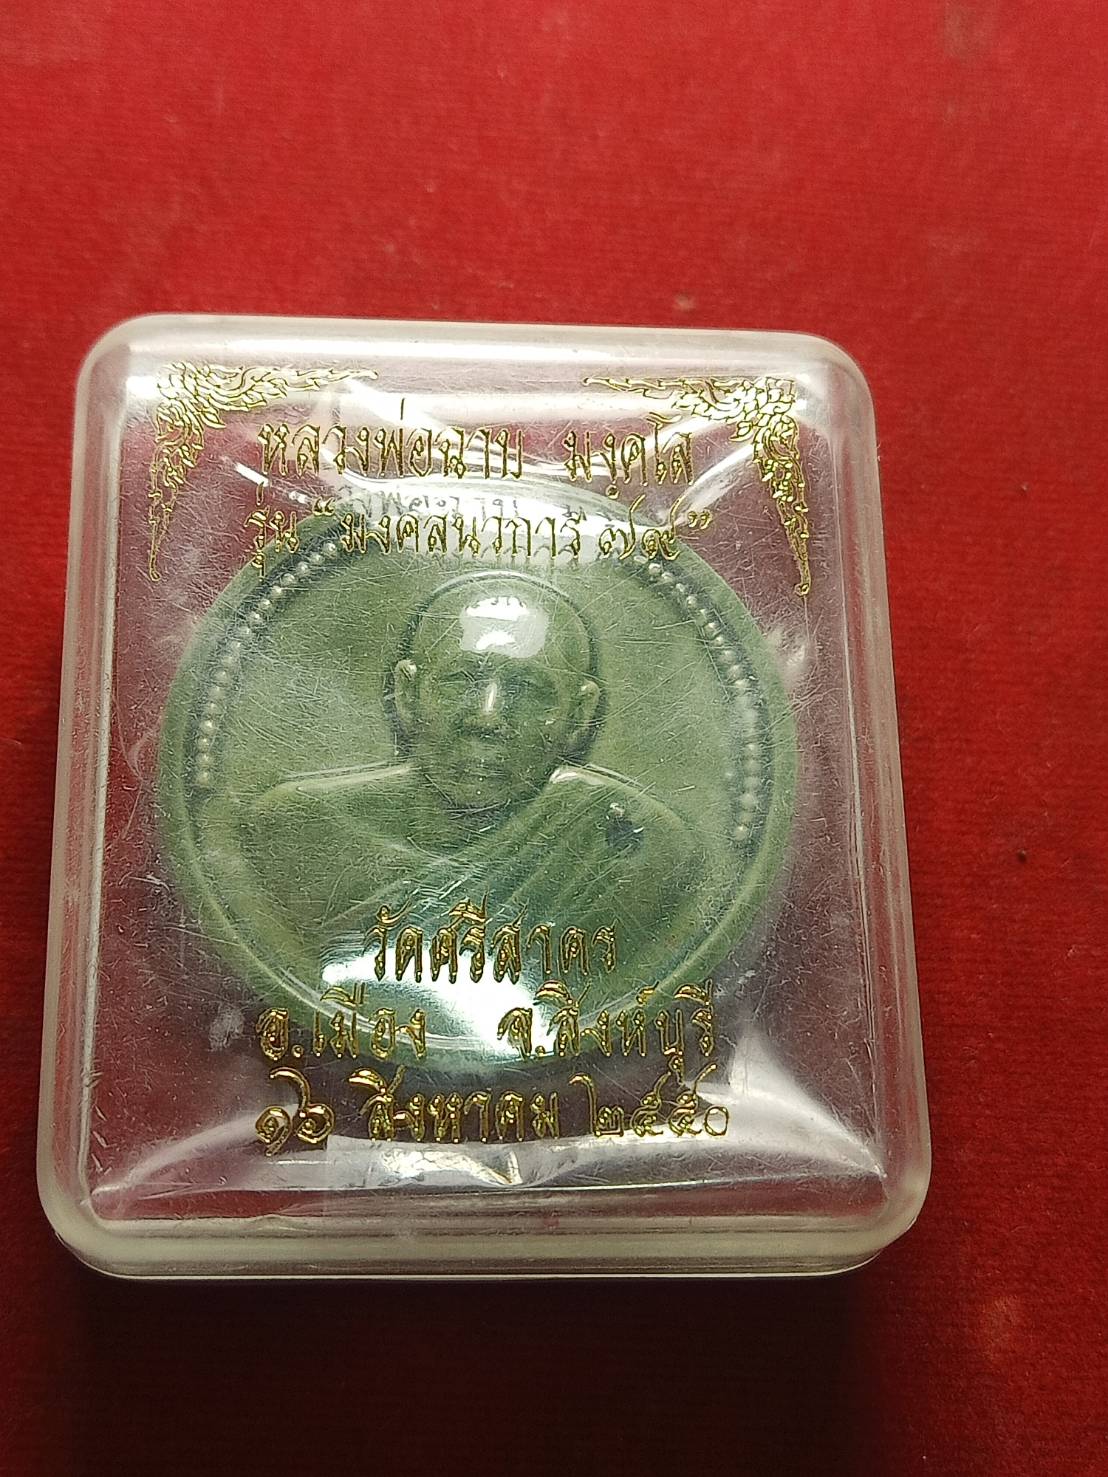 หลวงพ่อฉาบ มงฺคโล
รุ่น "มงคลนวการ ๗๙"
วัดศรีสาคร
อ.เมือง จ.สิงห์บุรี
๑๖ สิงหาคม ๒๕๕๐